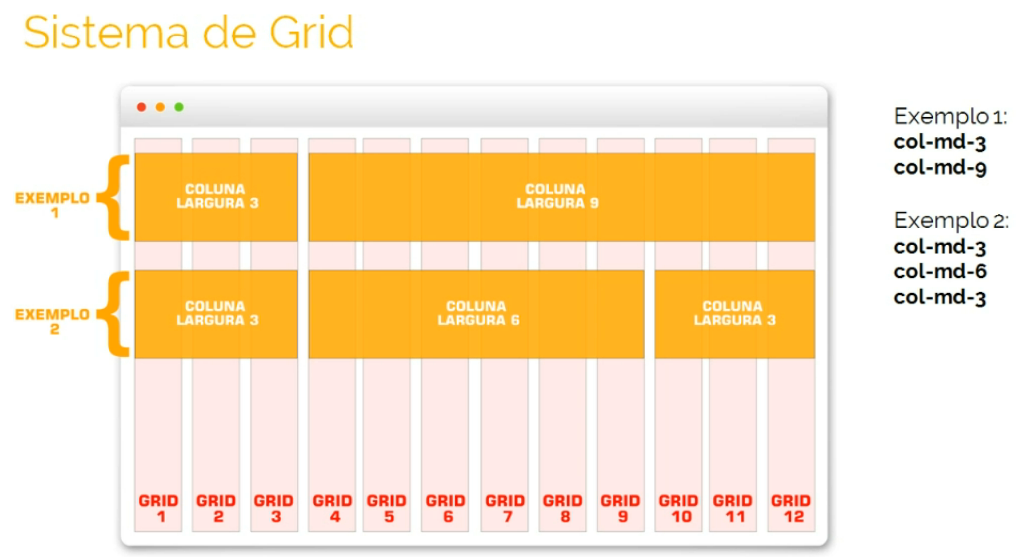 Sistema de Grid
EXEMPLO
1
COLUNA
LARGURA 3
COLUNA
LARGURA 9
EXEMPLO
2
COLUNA
LARGURA 3
COLUNA
LARGURA 6
COLUNA
LARGURA 3
GRID
1
GRID
2
GRID
3
GRID
4
GRID
5
GRID
6
GRID
7
GRID
8
GRID
9
GRID
10
GRID
11
GRID
12
Exemplo 1:
col-md-3
col-md-9
Exemplo 2:
col-md-3
col-md-6
col-md-3